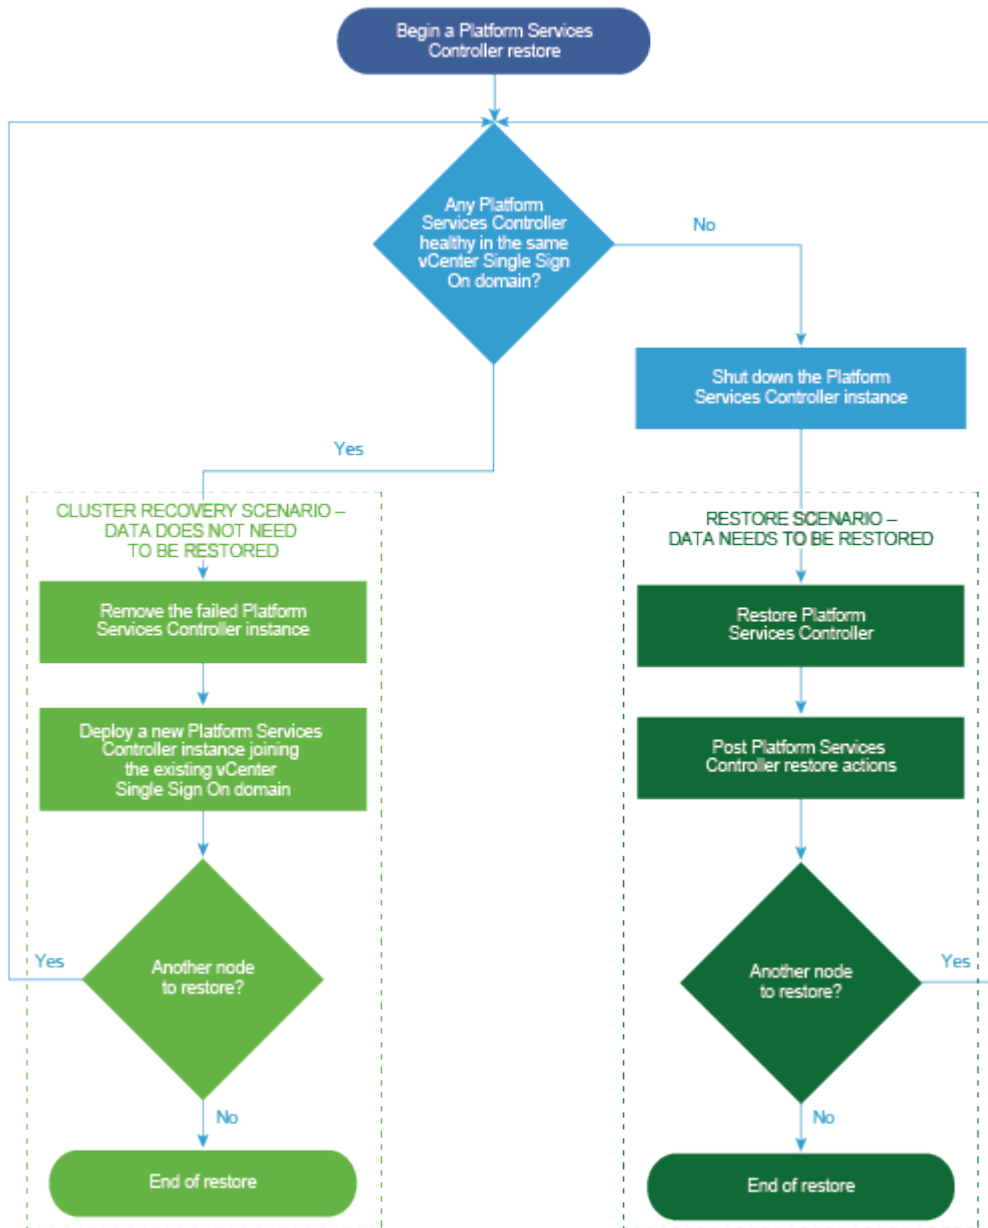 Begin a Platform Services
Controller restore
Any Platform
Services Controller
healthy in the same
vCenter Single Sign
On domain?
No
Shut down the Platform
Services Controller instance
Yes
CLUSTER RECOVERY SCENARIO –
DATA DOES NOT NEED
TO BE RESTORED
Remove the failed Platform
Services Controller instance
Deploy a new Platform Services
Controller instance joining
the existing vCenter
Single Sign On domain
Yes
Another node
to restore?
No
End of restore
RESTORE SCENARIO –
DATA NEEDS TO BE RESTORED
Restore Platform
Services Controller
Post Platform Services
Controller restore actions
Another node
to restore?
Yes
No
End of restore